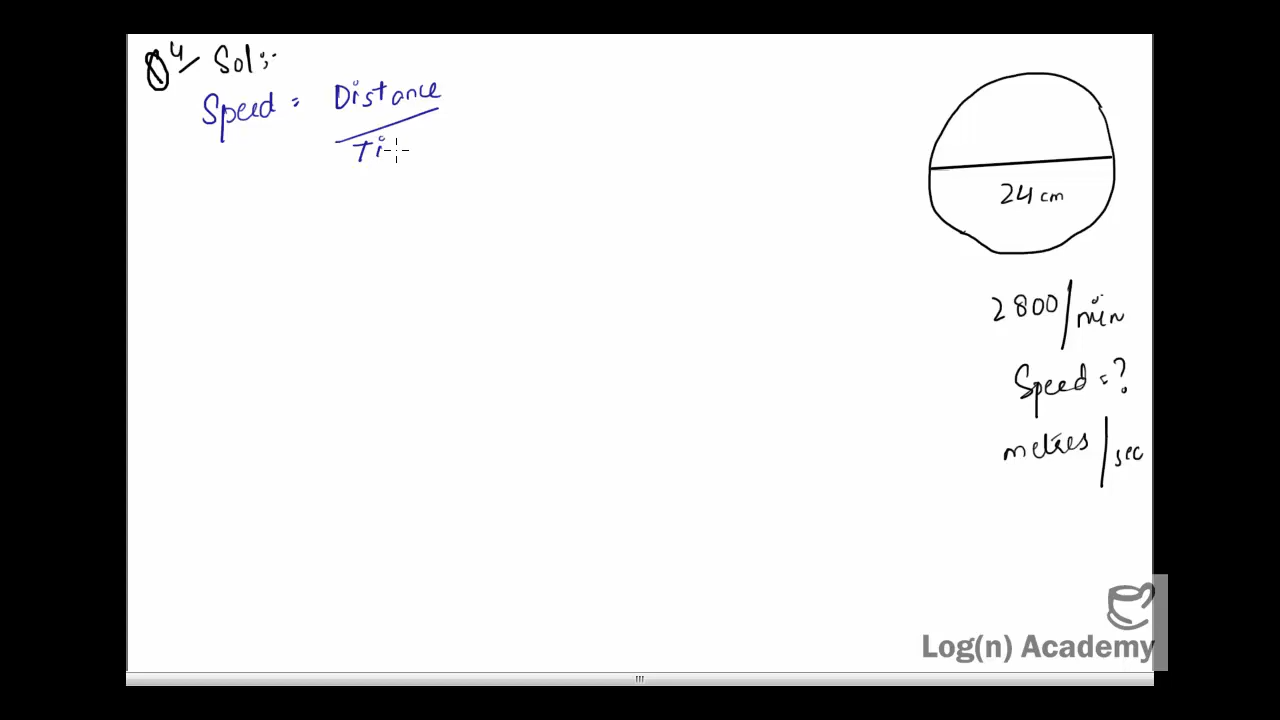 Q4 Sol:-
Speed = Distance / Ti
24 cm
2800/min
Speed = ?
metres/sec
Log(n) Academy